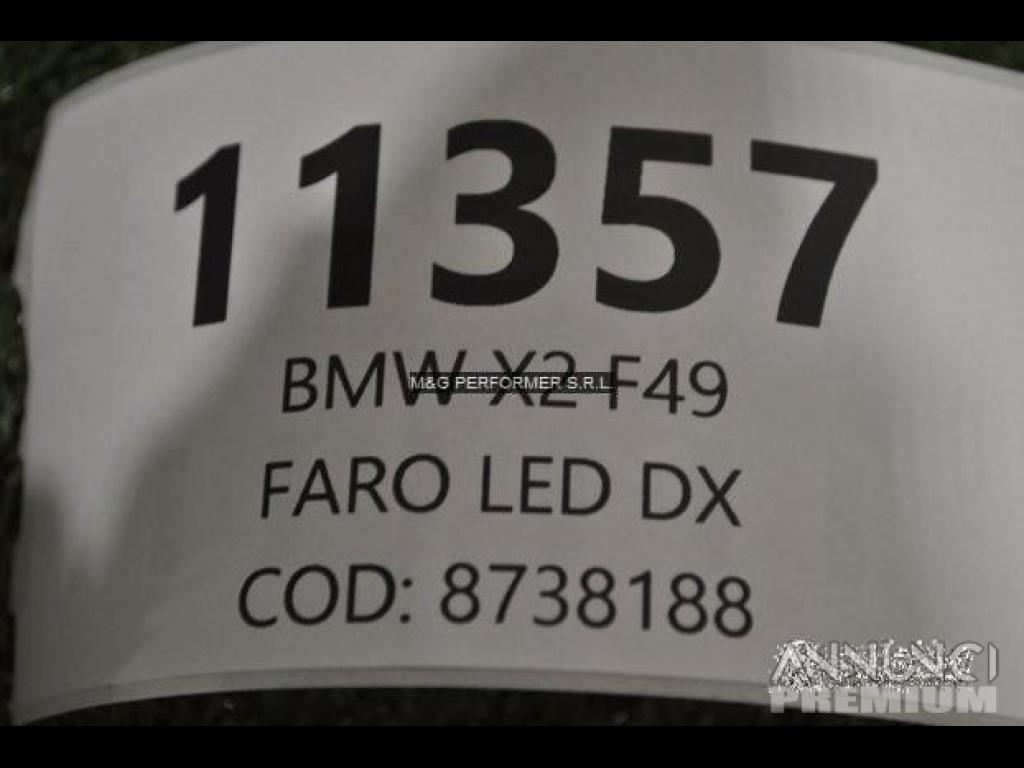 11357
BMW X2 F49
M&G PERFORMER S.R.L.
FARO LED DX
COD: 8738188
ANNUNCI
PREMIUM